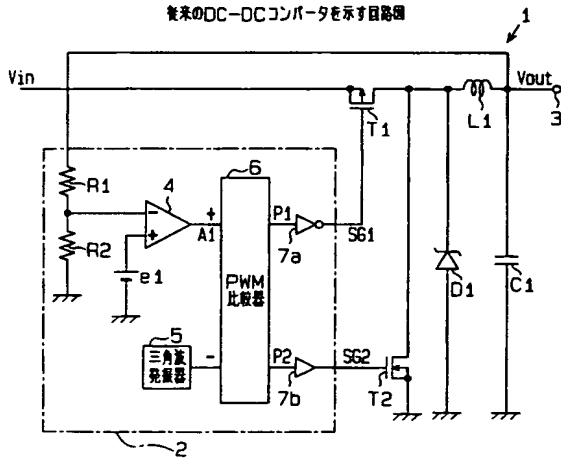 従来のDC-DCコンバータを示す回路図
1
Vin
Vout
3
L1
T1
6
R1
4
P1
A1
7a
SG1
R2
e1
PWM
比較器
D1
C1
5
三角波
発振器
P2
SG2
7b
T2
2
+
-
-
+